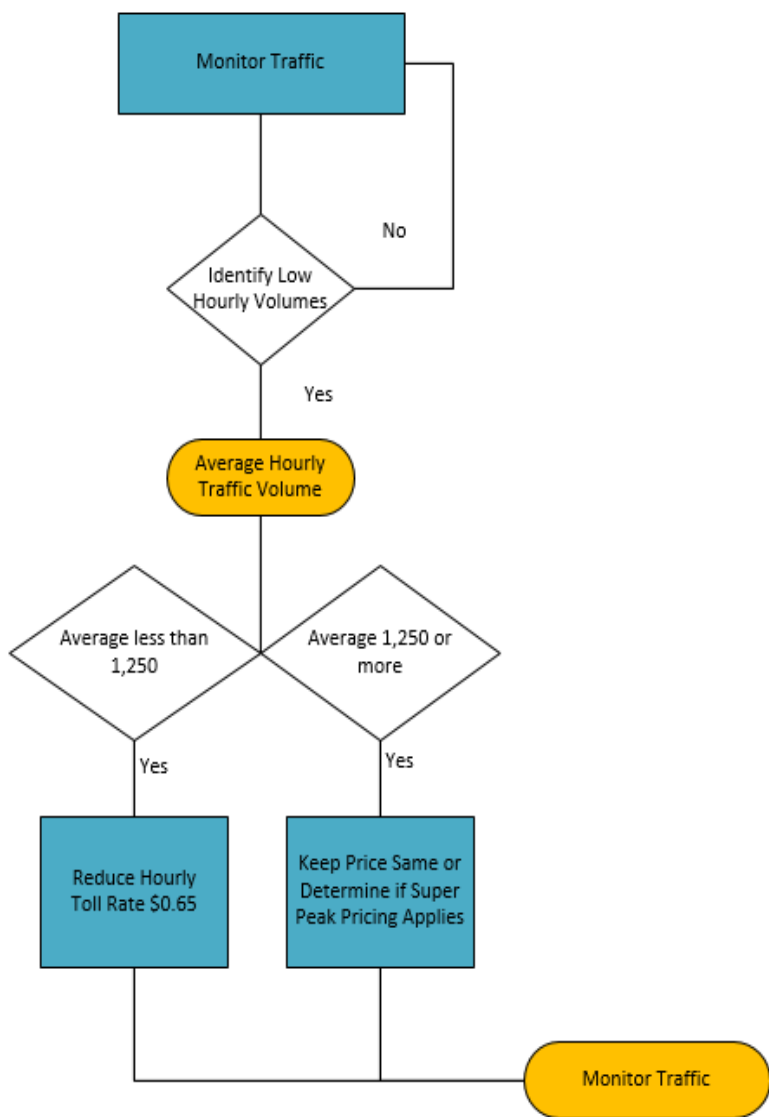 Monitor Traffic
No
Identify Low
Hourly Volumes
Yes
Average Hourly
Traffic Volume
Average less than
1,250
Average 1,250 or
more
Yes
Yes
Reduce Hourly
Toll Rate $0.65
Keep Price Same or
Determine if Super
Peak Pricing Applies
Monitor Traffic